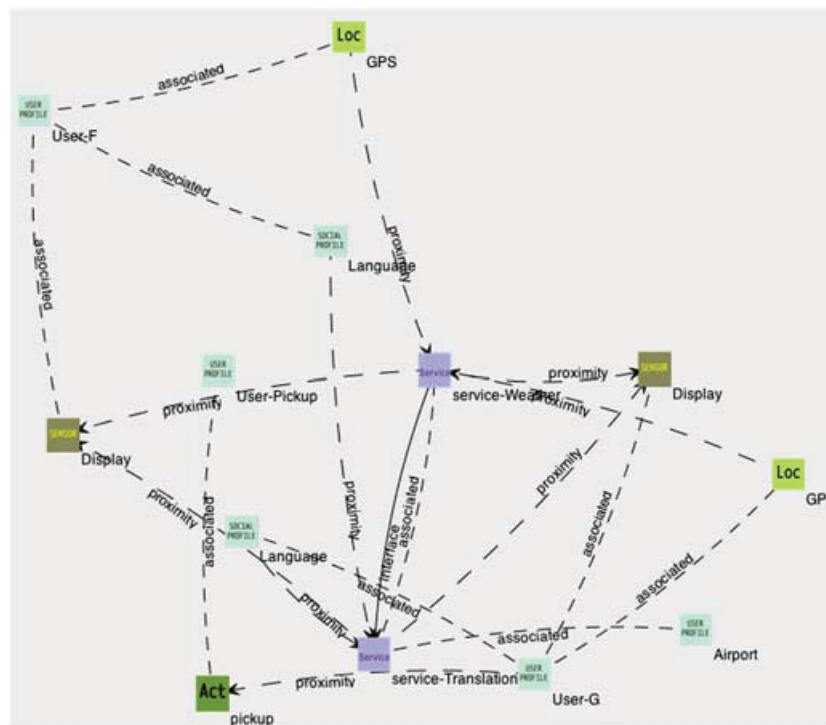 Loc
GPS
associated
USER
PROFILE
User-F
associated
associated
SOCIAL
PROFILE
Language
proximity
USER
PROFILE
User-Pickup
Service
service-Weather
proximity
SENSOR
Display
proximity
proximity
SENSOR
Display
Loc
GP
proximity
proximity
proximity
associated
associated
associated
SOCIAL
PROFILE
Language
interface
associated
associated
proximity
associated
USER
PROFILE
Airport
Service
service-Translation
USER
PROFILE
User-G
proximity
Act
pickup